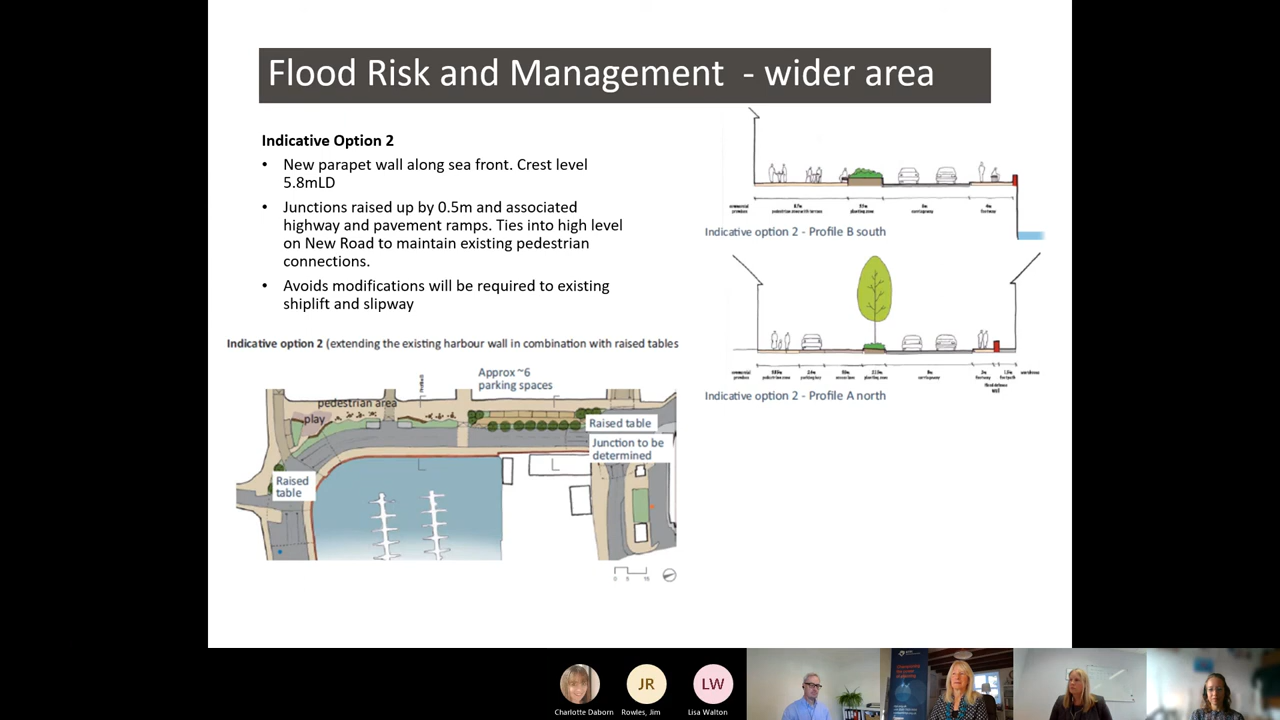 Flood Risk and Management - wider area
Indicative Option 2
• New parapet wall along sea front. Crest level
5.8mLD
• Junctions raised up by 0.5m and associated
highway and pavement ramps. Ties into high level
on New Road to maintain existing pedestrian
connections.
• Avoids modifications will be required to existing
shiplift and slipway
Indicative option 2 (extending the existing harbour wall in combination with raised tables
Approx ~6
parking spaces
pedestrian area
play
Raised table
Junction to be
determined
Raised
table
0 5 15
Indicative option 2 - Profile B south
Indicative option 2 - Profile A north
JR
LW
Charlotte Daborn
Rowles, Jim
Lisa Walton